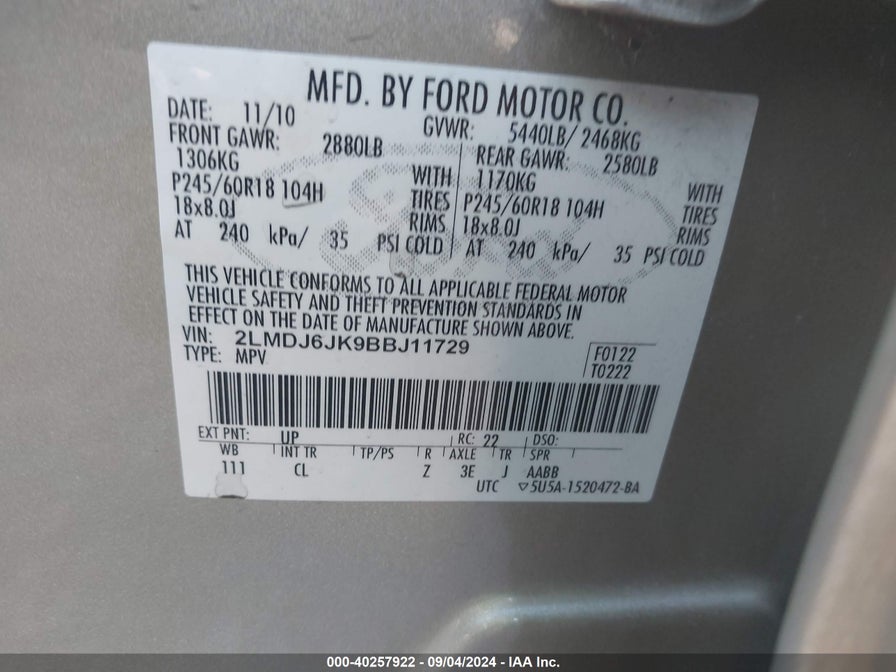 MFD. BY FORD MOTOR CO.
DATE: 11/10 GVWR: 5440LB/ 2468KG
FRONT GAWR: 2880LB REAR GAWR: 2580LB
1306KG WITH 1170KG WITH
P245/60R18 104H TIRES P245/60R18 104H TIRES
18x8.0J RIMS 18x8.0J RIMS
AT 240 kPa/ 35 PSI COLD AT 240 kPa/ 35 PSI COLD
THIS VEHICLE CONFORMS TO ALL APPLICABLE FEDERAL MOTOR
VEHICLE SAFETY AND THEFT PREVENTION STANDARDS IN
EFFECT ON THE DATE OF MANUFACTURE SHOWN ABOVE.
VIN: 2LMDJ6JK9BBJ11729
TYPE: MPV
F0122
T0222
EXT PNT: UP RC: 22 DSO:
WB INT TR TP/PS R AXLE TR SPR
111 CL Z 3E J AABB
UTC ▽5U5A-1520472-BA
000-40257922 - 09/04/2024 - IAA Inc.